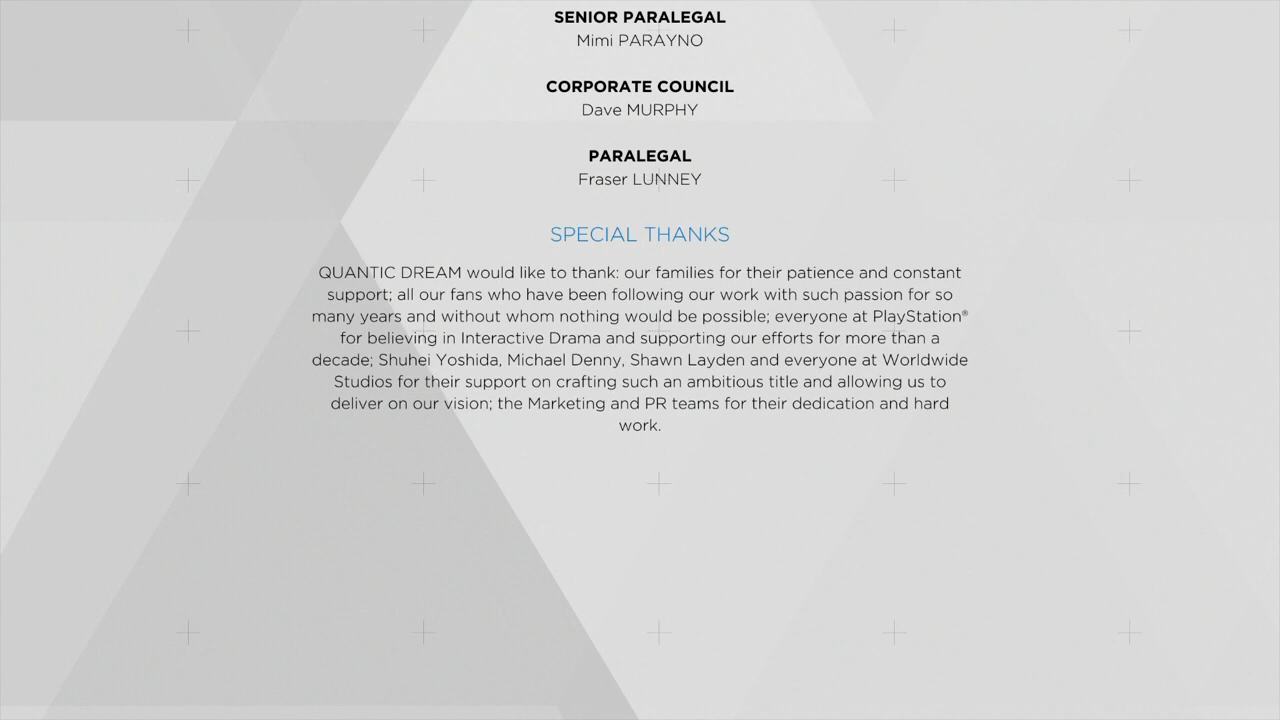 SENIOR PARALEGAL
Mimi PARAYNO
CORPORATE COUNCIL
Dave MURPHY
PARALEGAL
Fraser LUNNEY
SPECIAL THANKS
QUANTIC DREAM would like to thank: our families for their patience and constant
support; all our fans who have been following our work with such passion for so
many years and without whom nothing would be possible; everyone at PlayStation®
for believing in Interactive Drama and supporting our efforts for more than a
decade; Shuhei Yoshida, Michael Denny, Shawn Layden and everyone at Worldwide
Studios for their support on crafting such an ambitious title and allowing us to
deliver on our vision; the Marketing and PR teams for their dedication and hard
work.